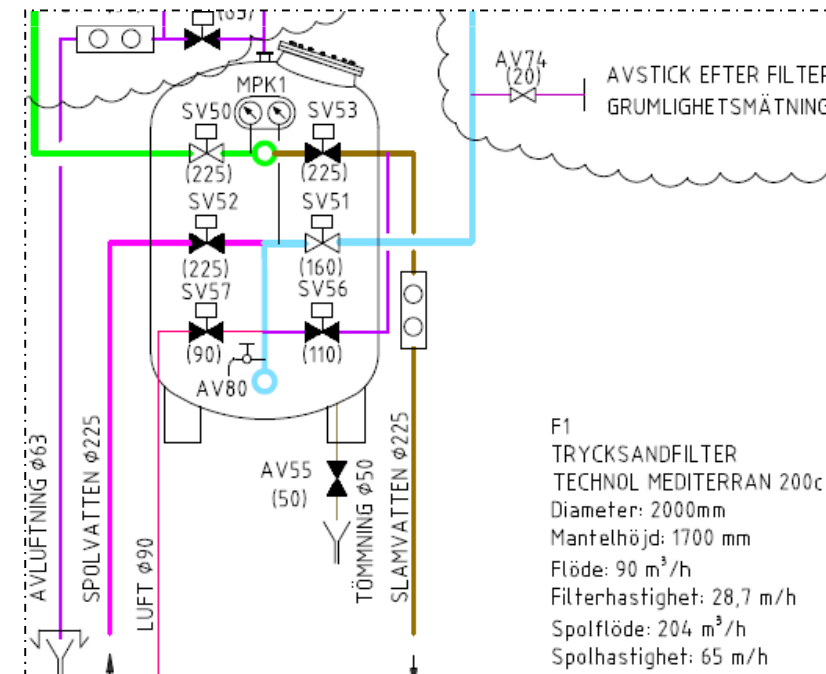 (63)
MPK1
SV50
SV53
(225)
(225)
SV52
SV51
(225)
(160)
SV57
SV56
(90)
(110)
AV80
AV55
(50)
AV74
(20)
AVSTICK EFTER FILTER
GRUMLIGHETSMÄTNING
AVLUFTNING ø63
SPOLVATTEN ø225
LUFT ø90
TÖMMNING ø50
SLAMVATTEN ø225
F1
TRYCKSANDFILTER
TECHNOL MEDITERRAN 200c
Diameter: 2000mm
Mantelhöjd: 1700 mm
Flöde: 90 m³/h
Filterhastighet: 28,7 m/h
Spolflöde: 204 m³/h
Spolhastighet: 65 m/h